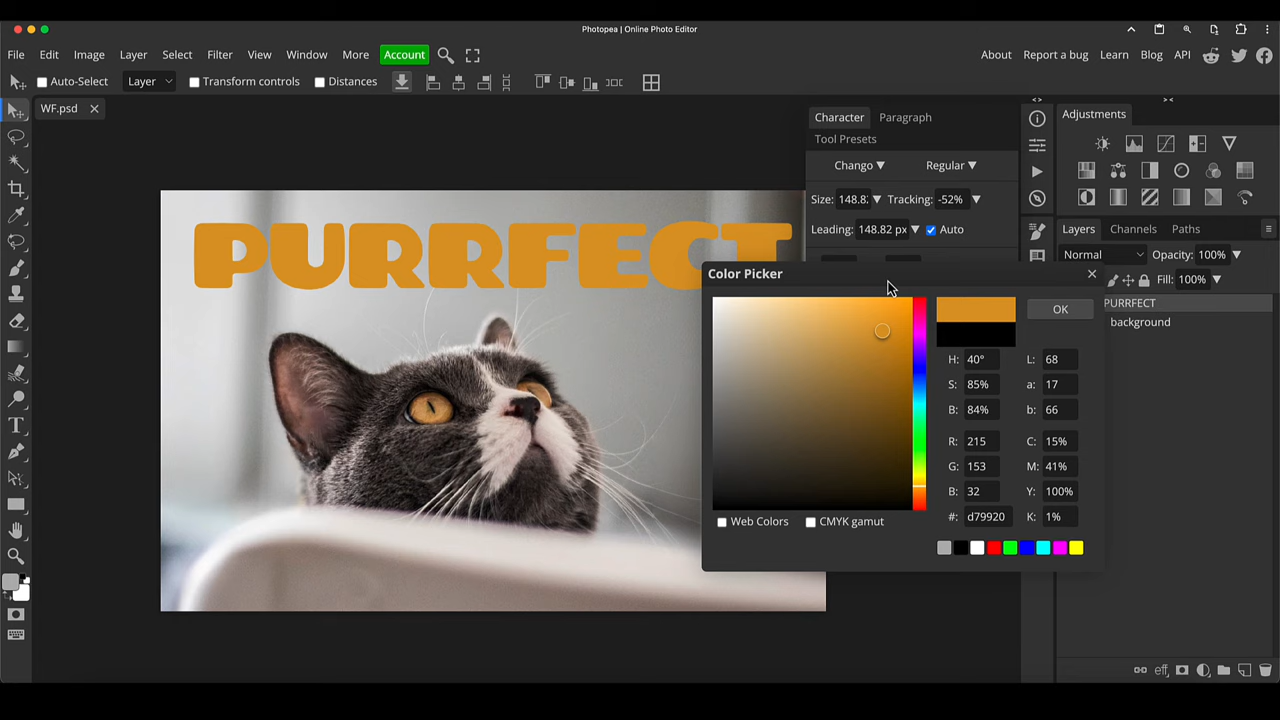 Photopea | Online Photo Editor
File Edit Image Layer Select Filter View Window More Account About Report a bug Learn Blog API
Auto-Select Layer Transform controls Distances
WF.psd
Character Paragraph
Tool Presets
Chango Regular
Size: 148.8 Tracking: -52%
Leading: 148.82 px Auto
Adjustments
Layers Channels Paths
Normal Opacity: 100%
Fill: 100%
PURRFECT
background
PURRFECT
Color Picker
OK
H: 40° L: 68
S: 85% a: 17
B: 84% b: 66
R: 215 C: 15%
G: 153 M: 41%
B: 32 Y: 100%
#: d79920 K: 1%
Web Colors CMYK gamut
eff